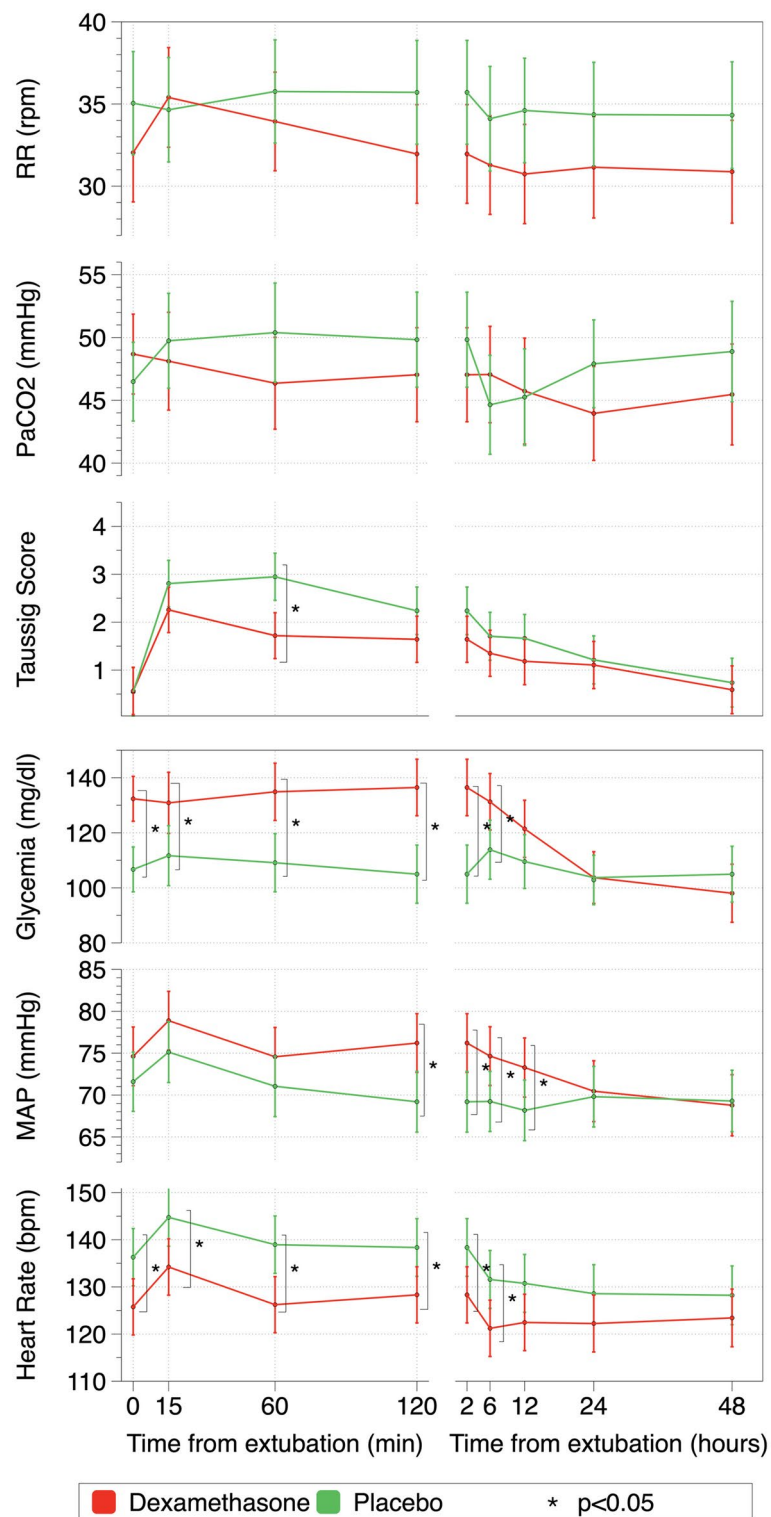 RR (rpm)
40
35
30
PaCO2 (mmHg)
55
50
45
40
Taussig Score
4
3
2
1
*
Glycemia (mg/dl)
140
120
100
80
* * * * * *
MAP (mmHg)
85
80
75
70
65
* * * *
Heart Rate (bpm)
150
140
130
120
110
* * * * * *
0 15 60 120 2 6 12 24 48
Time from extubation (min) Time from extubation (hours)
Dexamethasone Placebo * p<0.05